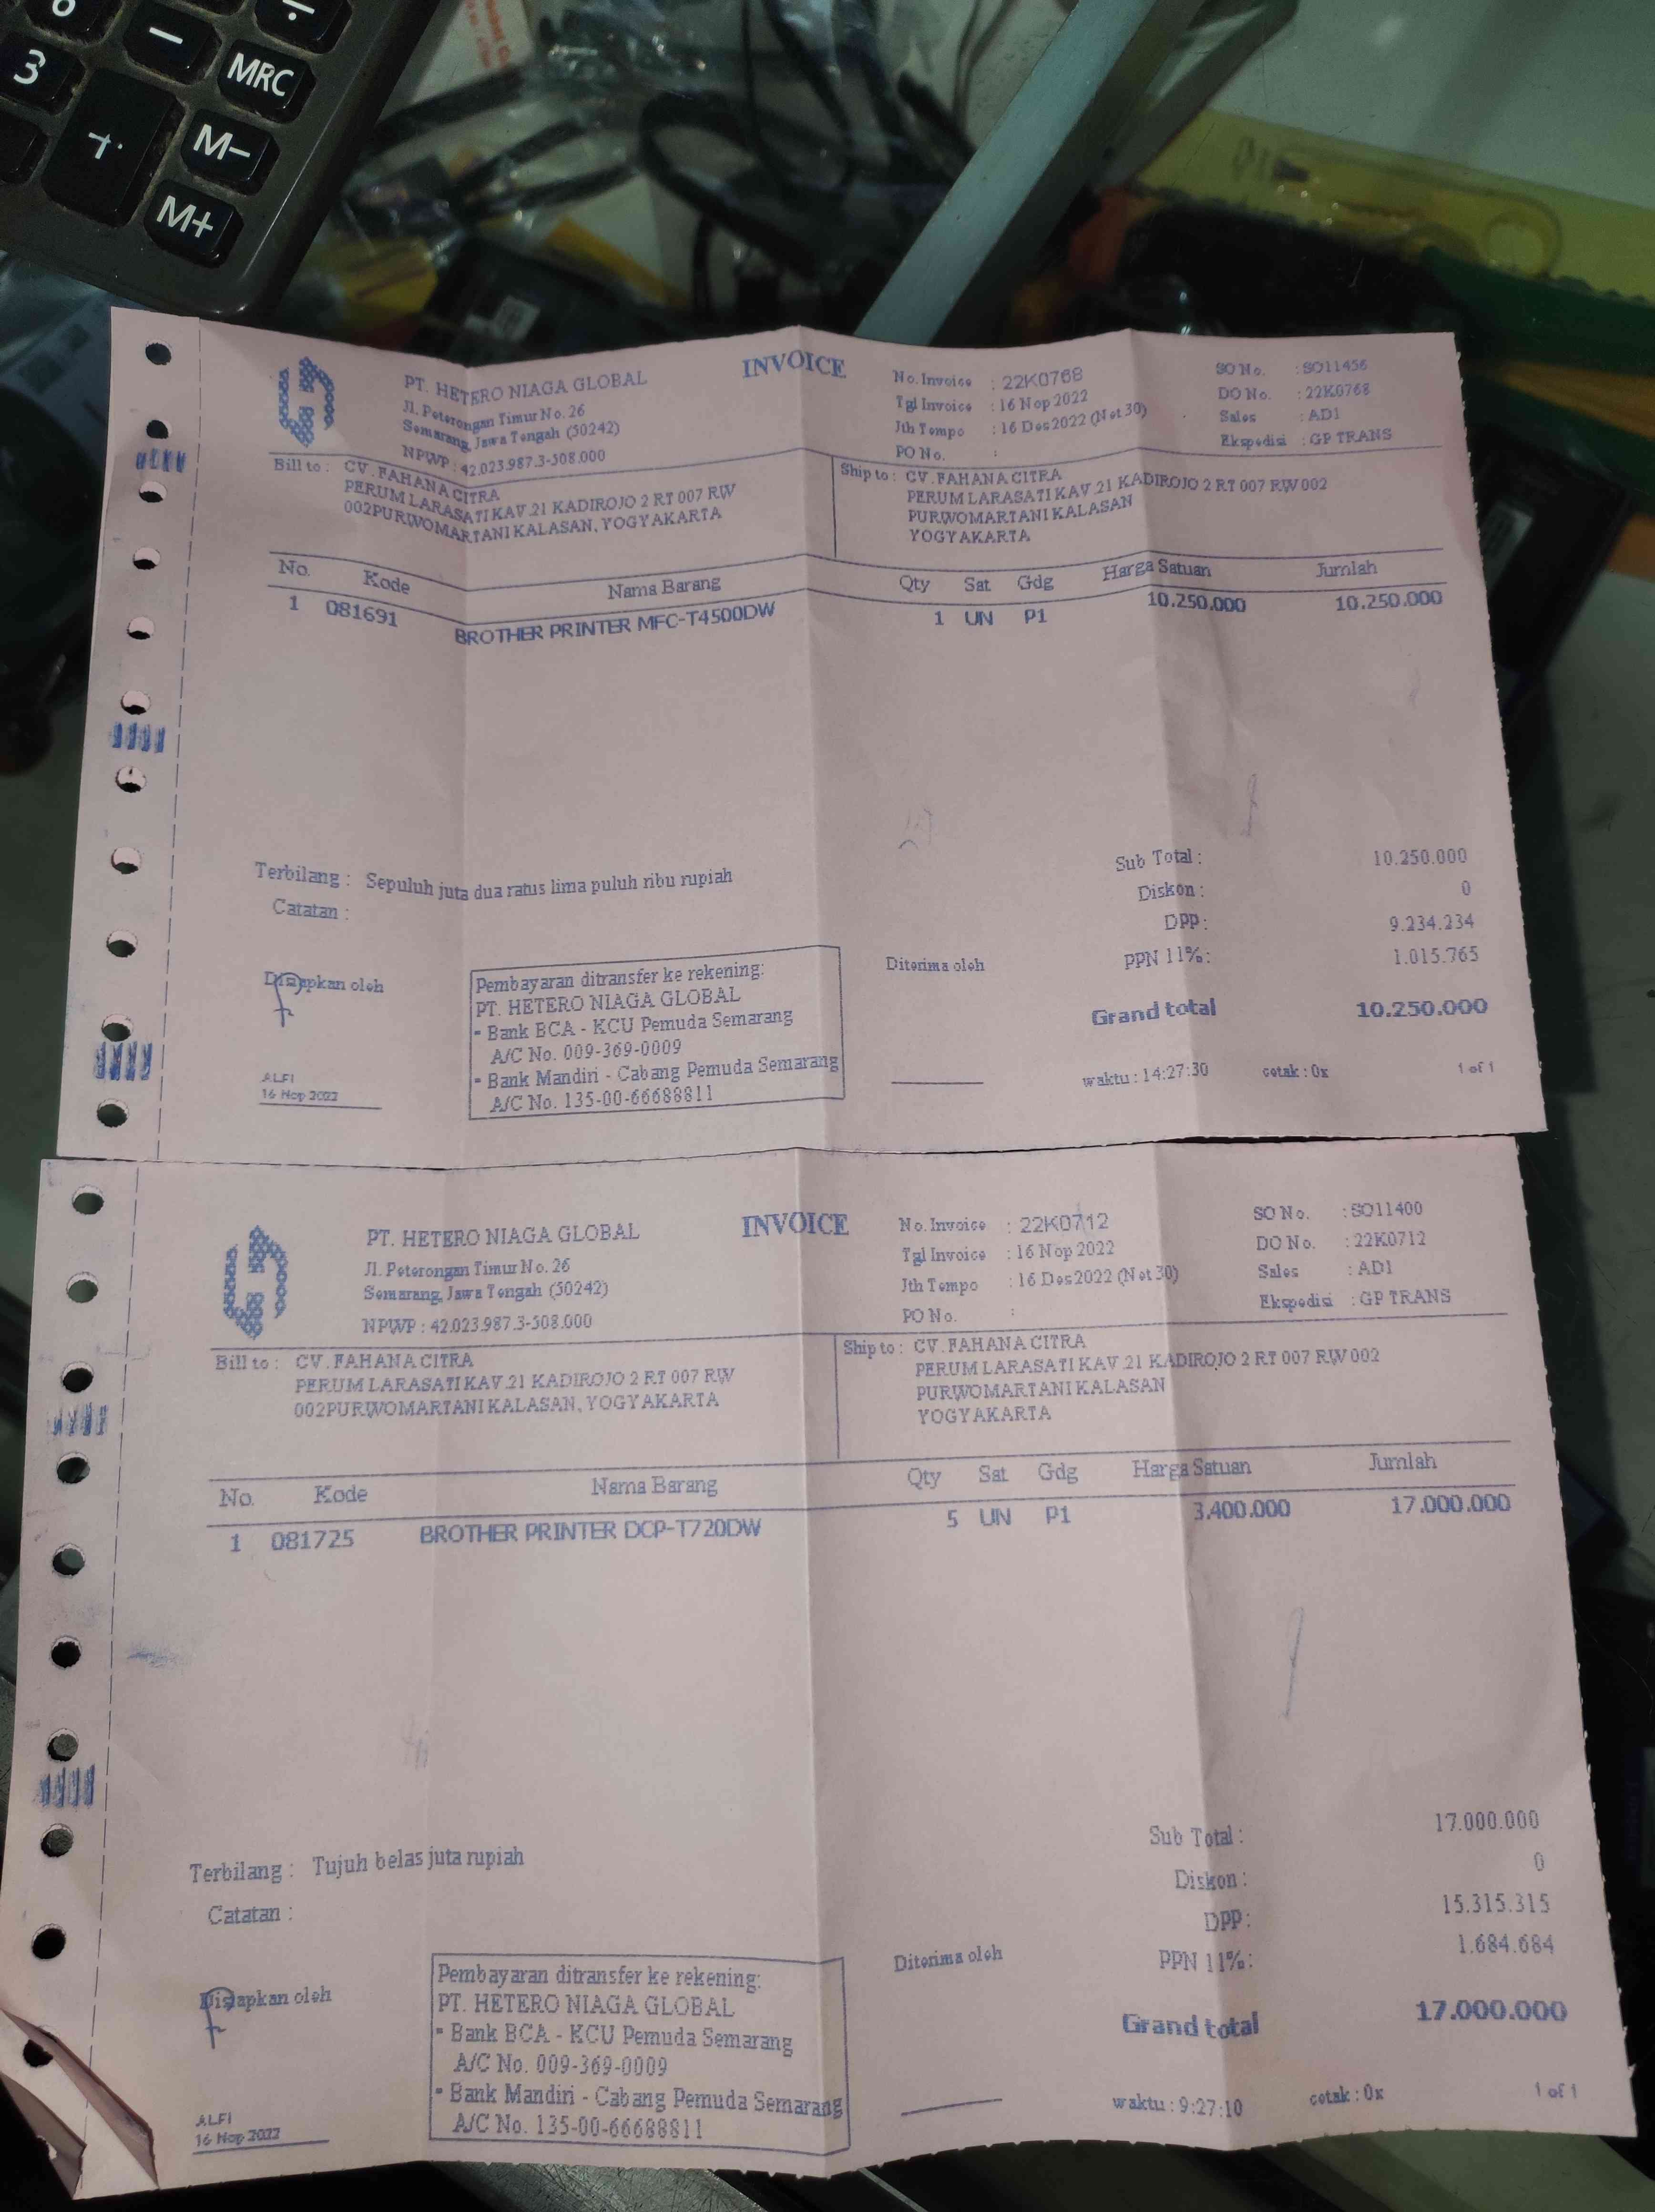 3
−
÷
MRC
+
M−
M+
INVOICE
PT. HETERO NIAGA GLOBAL
Jl. Peterongan Timur No. 26
Semarang, Jawa Tengah (50242)
NPWP : 42.023.987.3-508.000
No. Invoice : 22K0768
Tgl Invoice : 16 Nop 2022
Jth Tempo : 16 Des 2022 (Net 30)
PO No. :
SO No. : SO11456
DO No. : 22K0768
Sales : ADI
Ekspedisi : GP TRANS
Bill to : CV. FAHANA CITRA
PERUM LARASATI KAV.21 KADIROJO 2 RT 007 RW
002PURWOMARTANI KALASAN, YOGYAKARTA
Ship to : CV. FAHANA CITRA
PERUM LARASATI KAV.21 KADIROJO 2 RT 007 RW 002
PURWOMARTANI KALASAN
YOGYAKARTA
No. Kode Nama Barang Qty Sat Gdg Harga Satuan Jumlah
1 081691 BROTHER PRINTER MFC-T4500DW 1 UN P1 10.250.000 10.250.000
Terbilang : Sepuluh juta dua ratus lima puluh ribu rupiah
Catatan :
Sub Total : 10.250.000
Diskon : 0
DPP : 9.234.234
PPN 11% : 1.015.765
Grand total 10.250.000
Disiapkan oleh
ALFI
16 Nop 2022
Pembayaran ditransfer ke rekening:
PT. HETERO NIAGA GLOBAL
- Bank BCA - KCU Pemuda Semarang
A/C No. 009-369-0009
- Bank Mandiri - Cabang Pemuda Semarang
A/C No. 135-00-66688811
Diterima oleh
waktu : 14:27:30 cetak : 0x 1 of 1
INVOICE
PT. HETERO NIAGA GLOBAL
Jl. Peterongan Timur No. 26
Semarang, Jawa Tengah (50242)
NPWP : 42.023.987.3-508.000
No. Invoice : 22K0712
Tgl Invoice : 16 Nop 2022
Jth Tempo : 16 Des 2022 (Net 30)
PO No. :
SO No. : SO11400
DO No. : 22K0712
Sales : ADI
Ekspedisi : GP TRANS
Bill to : CV. FAHANA CITRA
PERUM LARASATI KAV.21 KADIROJO 2 RT 007 RW
002PURWOMARTANI KALASAN, YOGYAKARTA
Ship to : CV. FAHANA CITRA
PERUM LARASATI KAV.21 KADIROJO 2 RT 007 RW 002
PURWOMARTANI KALASAN
YOGYAKARTA
No. Kode Nama Barang Qty Sat Gdg Harga Satuan Jumlah
1 081725 BROTHER PRINTER DCP-T720DW 5 UN P1 3.400.000 17.000.000
Terbilang : Tujuh belas juta rupiah
Catatan :
Sub Total : 17.000.000
Diskon : 0
DPP : 15.315.315
PPN 11% : 1.684.684
Grand total 17.000.000
Disiapkan oleh
ALFI
16 Nop 2022
Pembayaran ditransfer ke rekening:
PT. HETERO NIAGA GLOBAL
- Bank BCA - KCU Pemuda Semarang
A/C No. 009-369-0009
- Bank Mandiri - Cabang Pemuda Semarang
A/C No. 135-00-66688811
Diterima oleh
waktu : 9:27:10 cetak : 0x 1 of 1